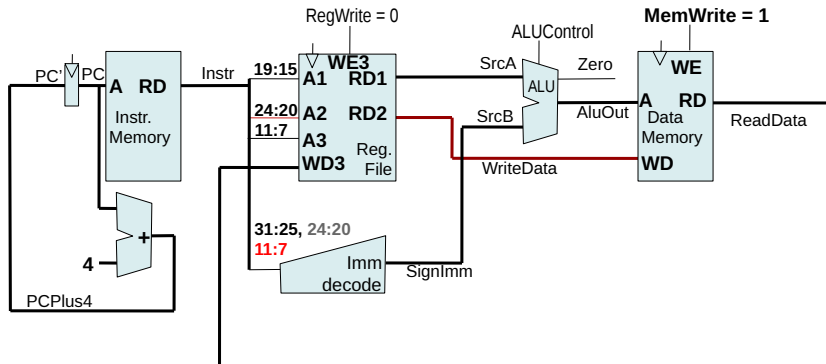 RegWrite = 0
MemWrite = 1
ALUControl
PC'
PC
A RD
Instr.
Memory
Instr
19:15
24:20
11:7
WE3
A1 RD1
A2 RD2
A3
WD3
Reg.
File
SrcA
SrcB
ALU
Zero
AluOut
WriteData
WE
A RD
Data
Memory
WD
ReadData
+
4
PCPlus4
31:25, 24:20
11:7
Imm
decode
SignImm